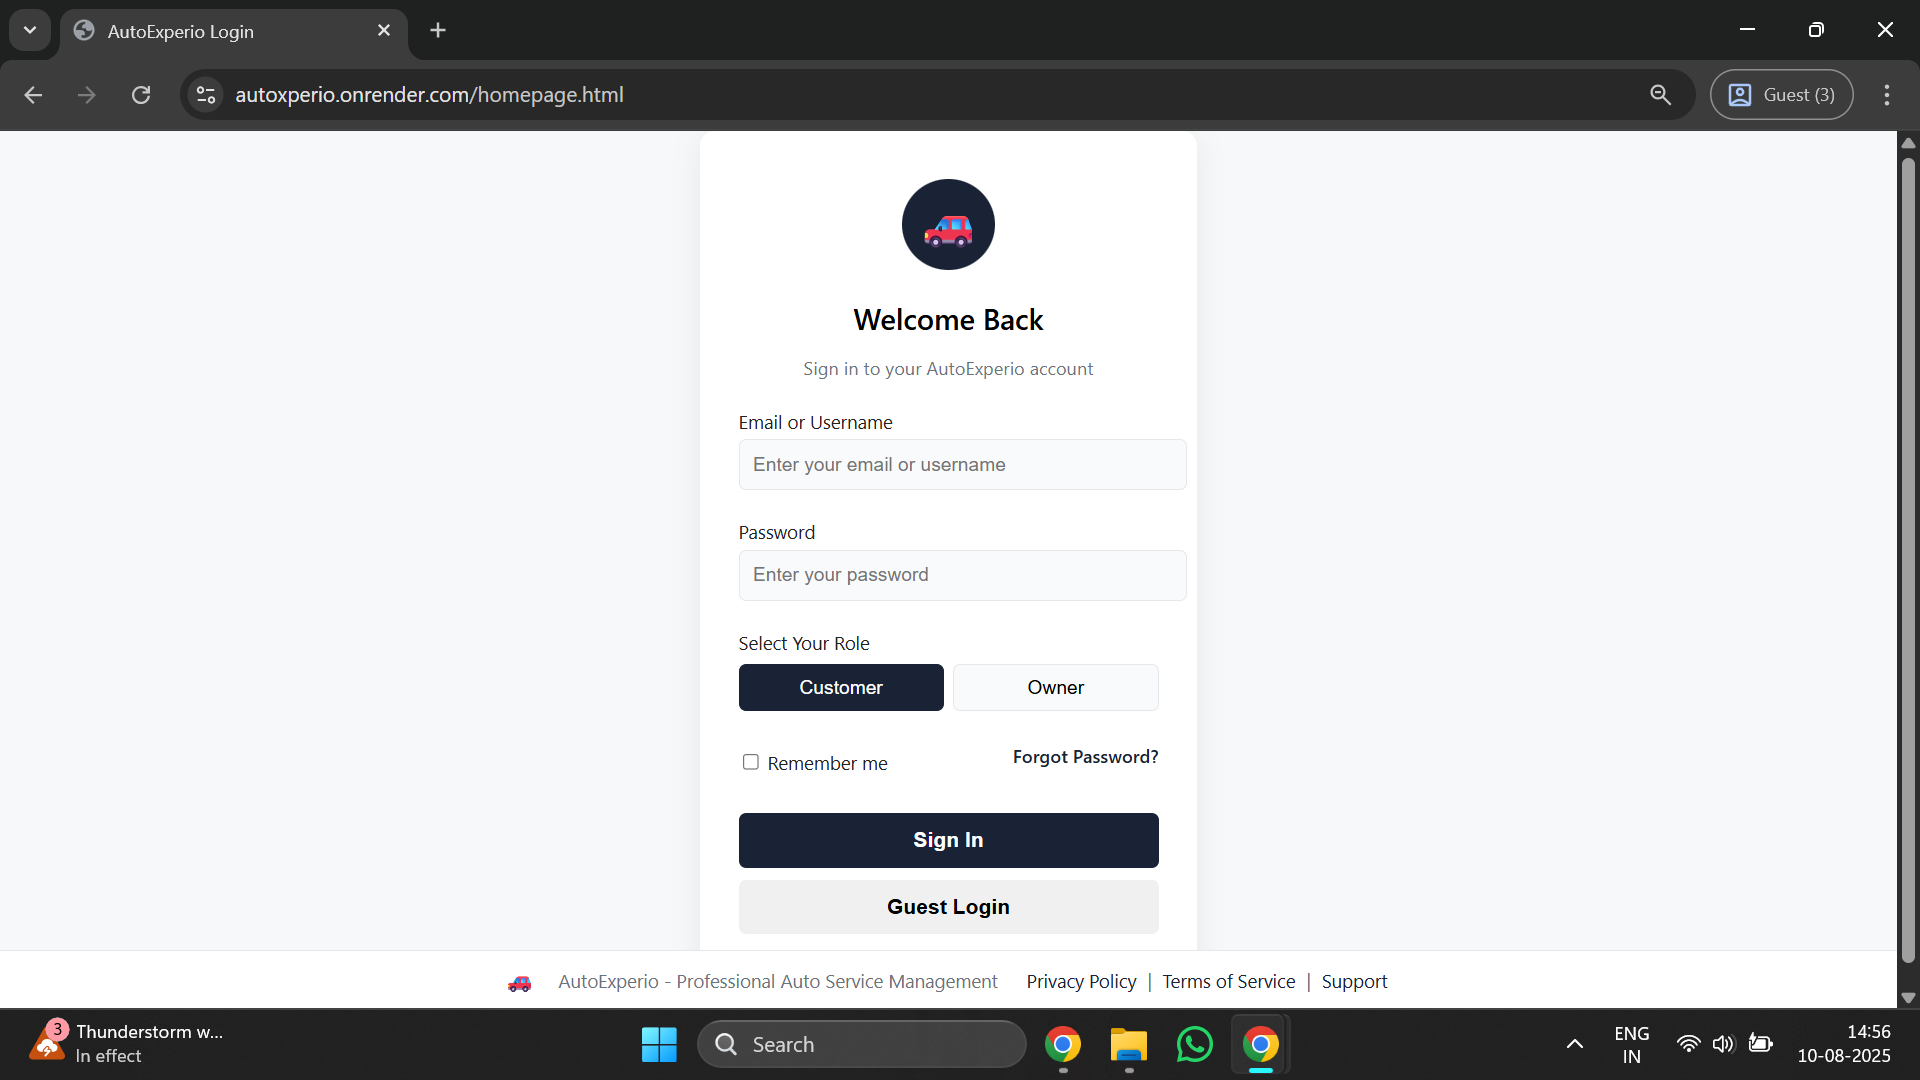 AutoExperio Login
autoxperio.onrender.com/homepage.html
Guest (3)
Welcome Back
Sign in to your AutoExperio account
Email or Username
Enter your email or username
Password
Enter your password
Select Your Role
Customer Owner
Remember me Forgot Password?
Sign In
Guest Login
AutoExperio - Professional Auto Service Management Privacy Policy | Terms of Service | Support
3
Thunderstorm w...
In effect
Search
ENG
IN
14:56
10-08-2025